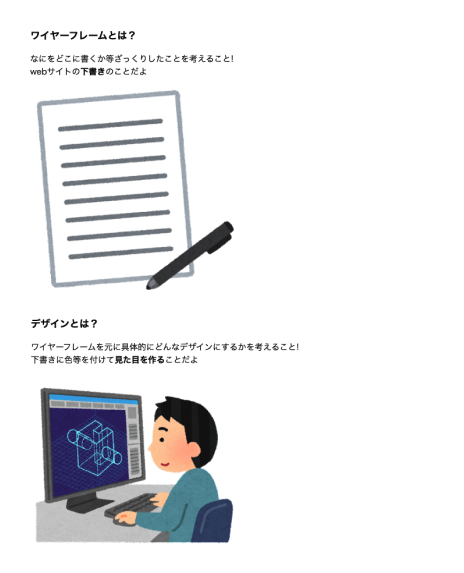 ワイヤーフレームとは？
なにをどこに書くか等ざっくりしたことを考えること!
webサイトの下書きのことだよ
デザインとは？
ワイヤーフレームを元に具体的にどんなデザインにするかを考えること!
下書きに色等を付けて見た目を作ることだよ